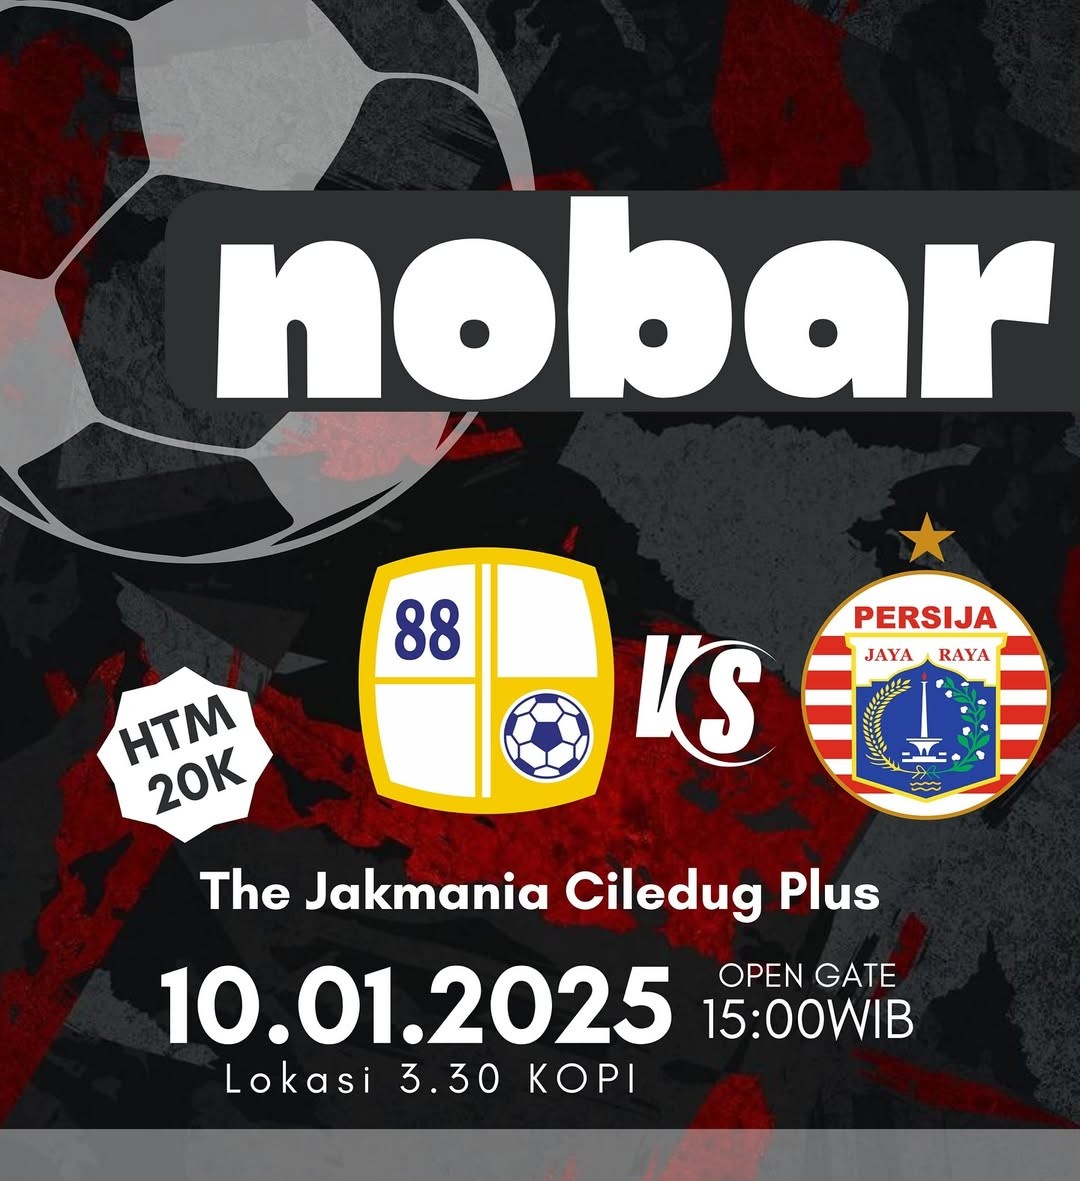 nobar
88
VS
PERSIJA
JAYA RAYA
HTM
20K
The Jakmania Ciledug Plus
10.01.2025
OPEN GATE
15:00WIB
Lokasi 3.30 KOPI